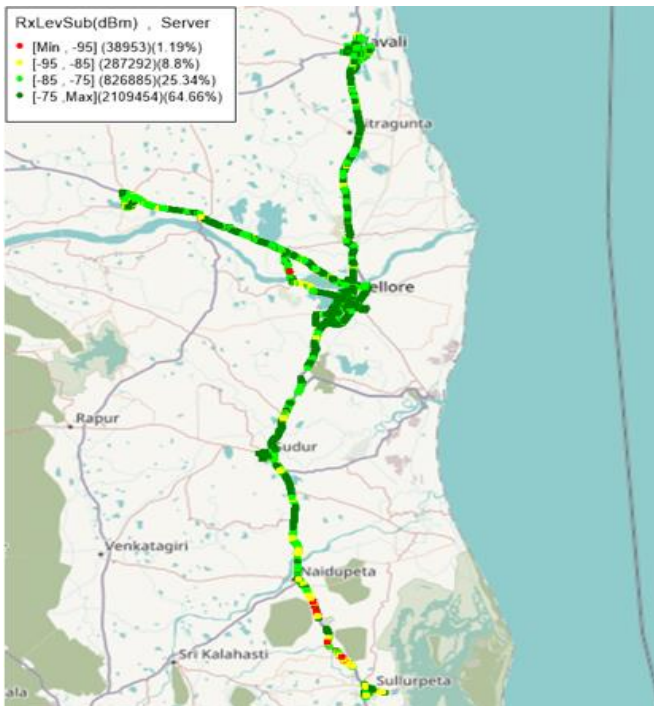 RxLevSub(dBm) , Server
[Min , -95] (38953)(1.19%)
[-95 , -85] (287292)(8.8%)
[-85 , -75] (826885)(25.34%)
[-75 ,Max](2109454)(64.66%)
avali
itragunta
ellore
Rapur
Gudur
Venkatagiri
Naidupeta
Sri Kalahasti
Sullurpeta
ala